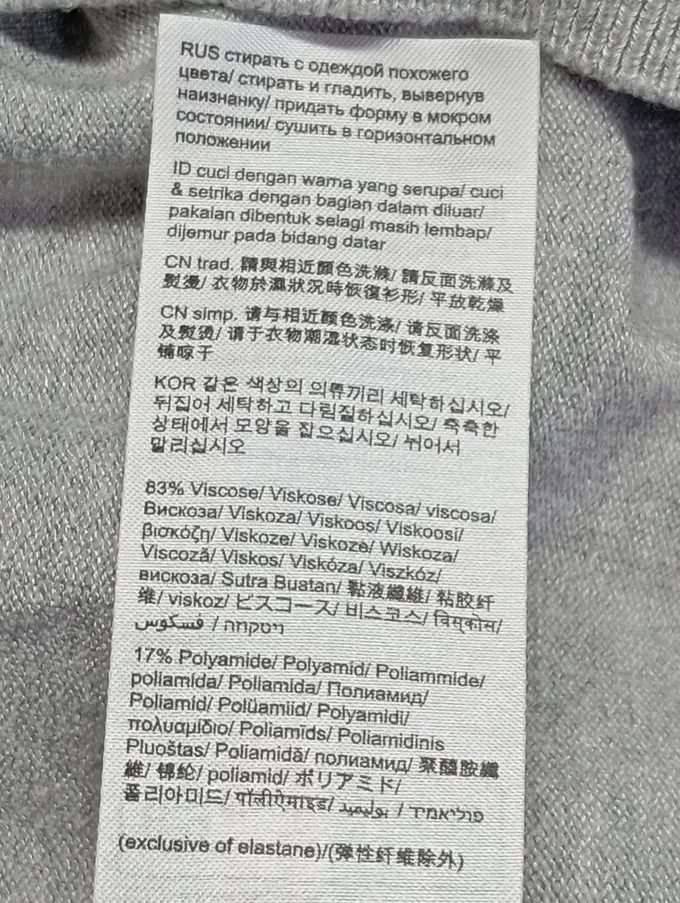 RUS стирать с одеждой похожего
цвета/ стирать и гладить, вывернув
наизнанку/ придать форму в мокром
состоянии/ сушить в горизонтальном
положении
ID cuci dengan warna yang serupa/ cuci
& setrika dengan bagian dalam diluar/
pakaian dibentuk selagi masih lembap/
dijemur pada bidang datar
CN trad. 請與相近顏色洗滌/ 請反面洗滌及
熨燙/ 衣物於濕狀況時恢復衫形/ 平放乾燥
CN simp. 请与相近颜色洗涤/ 请反面洗涤
及熨烫/ 请于衣物潮湿状态时恢复形状/ 平
铺晾干
KOR 같은 색상의 의류끼리 세탁하십시오/
뒤집어 세탁하고 다림질하십시오/ 축축한
상태에서 모양을 잡으십시오/ 뉘어서
말리십시오
83% Viscose/ Viskose/ Viscosa/ viscosa/
Вискоза/ Viskoza/ Viskoos/ Viskoosi/
βισκόζη/ Viskoze/ Viskozė/ Wiskoza/
Viscoză/ Viskos/ Viskóza/ Viszkóz/
вискоза/ Sutra Buatan/ 黏液纖維/ 粘胶纤
维/ viskoz/ ビスコース/ 비스코스/ विस्कोस/
فسكوس / ויסקוזה
17% Polyamide/ Polyamid/ Poliammide/
poliamida/ Poliamida/ Полиамид/
Poliamid/ Polüamiid/ Polyamidi/
πολυαμίδιο/ Poliamīds/ Poliamidinis
Pluoštas/ Poliamidă/ полиамид/ 聚醯胺纖
維/ 锦纶/ poliamid/ ポリアミド/
폴리아미드/ पॉलीऐमाइड/ بوليميد / פוליאמיד
(exclusive of elastane)/(弹性纤维除外)